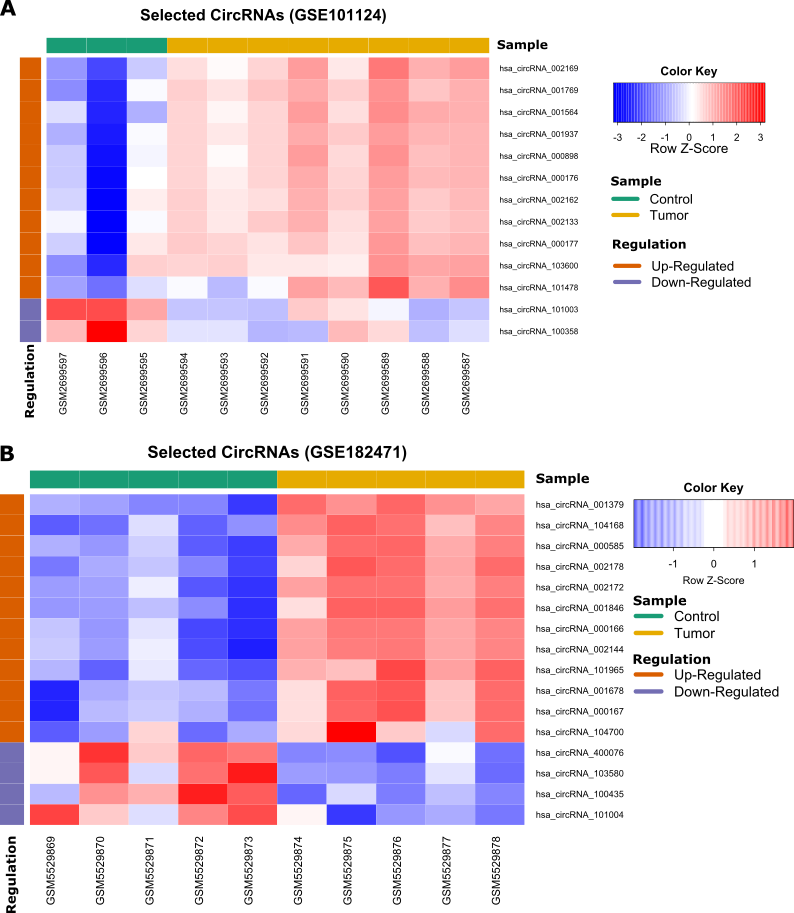 A
Selected CircRNAs (GSE101124)
Sample
hsa_circRNA_002169
hsa_circRNA_001769
hsa_circRNA_001564
hsa_circRNA_001937
hsa_circRNA_000898
hsa_circRNA_000176
hsa_circRNA_002162
hsa_circRNA_002133
hsa_circRNA_000177
hsa_circRNA_103600
hsa_circRNA_101478
hsa_circRNA_101003
hsa_circRNA_100358
Regulation
GSM2699597
GSM2699596
GSM2699595
GSM2699594
GSM2699593
GSM2699592
GSM2699591
GSM2699590
GSM2699589
GSM2699588
GSM2699587
Color Key
-3 -2 -1 0 1 2 3
Row Z-Score
Sample
Control
Tumor
Regulation
Up-Regulated
Down-Regulated
B
Selected CircRNAs (GSE182471)
Sample
hsa_circRNA_001379
hsa_circRNA_104168
hsa_circRNA_000585
hsa_circRNA_002178
hsa_circRNA_002172
hsa_circRNA_001846
hsa_circRNA_000166
hsa_circRNA_002144
hsa_circRNA_101965
hsa_circRNA_001678
hsa_circRNA_000167
hsa_circRNA_104700
hsa_circRNA_400076
hsa_circRNA_103580
hsa_circRNA_100435
hsa_circRNA_101004
Regulation
GSM5529869
GSM5529870
GSM5529871
GSM5529872
GSM5529873
GSM5529874
GSM5529875
GSM5529876
GSM5529877
GSM5529878
Color Key
-1 0 1
Row Z-Score
Sample
Control
Tumor
Regulation
Up-Regulated
Down-Regulated